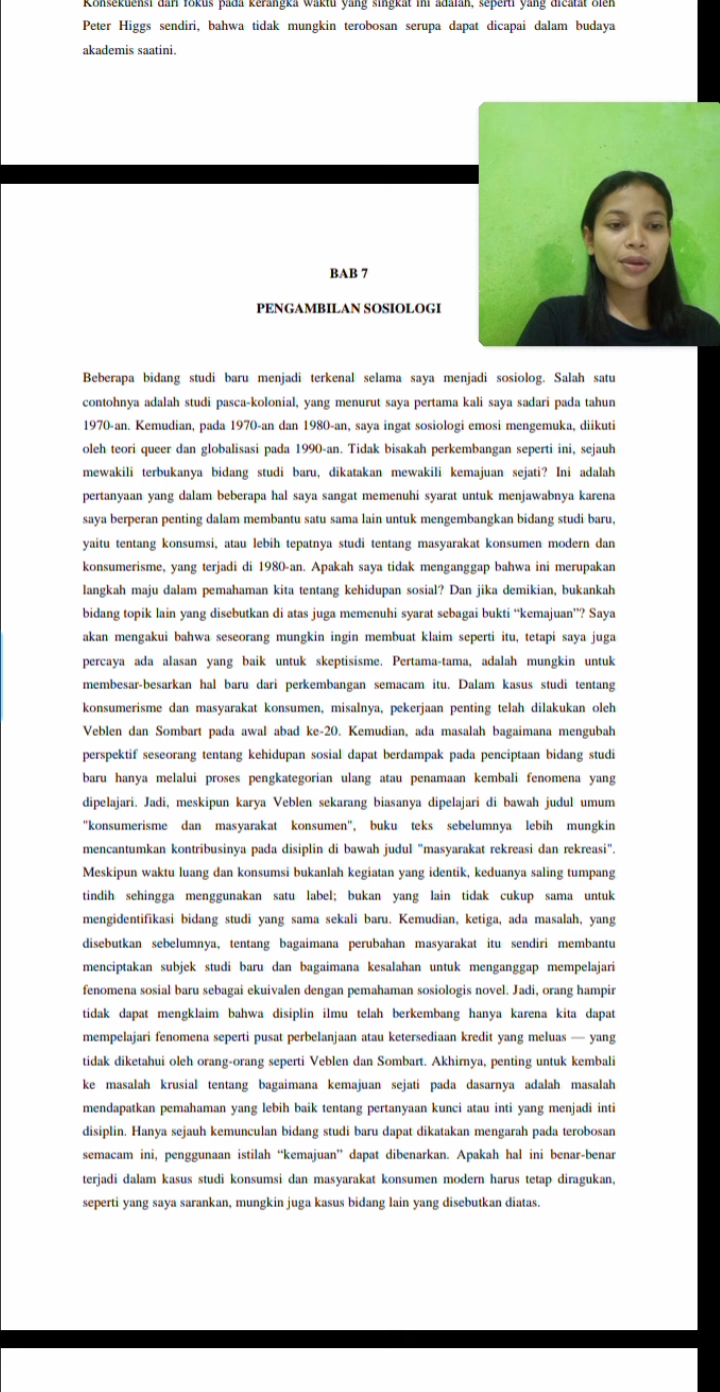 Konsekuensi dari fokus pada kerangka waktu yang singkat ini adalah, seperti yang dicatat oleh
Peter Higgs sendiri, bahwa tidak mungkin terobosan serupa dapat dicapai dalam budaya
akademis saatini.
BAB 7
PENGAMBILAN SOSIOLOGI
Beberapa bidang studi baru menjadi terkenal selama saya menjadi sosiolog. Salah satu
contohnya adalah studi pasca-kolonial, yang menurut saya pertama kali saya sadari pada tahun
1970-an. Kemudian, pada 1970-an dan 1980-an, saya ingat sosiologi emosi mengemuka, diikuti
oleh teori queer dan globalisasi pada 1990-an. Tidak bisakah perkembangan seperti ini, sejauh
mewakili terbukanya bidang studi baru, dikatakan mewakili kemajuan sejati? Ini adalah
pertanyaan yang dalam beberapa hal saya sangat memenuhi syarat untuk menjawabnya karena
saya berperan penting dalam membantu satu sama lain untuk mengembangkan bidang studi baru,
yaitu tentang konsumsi, atau lebih tepatnya studi tentang masyarakat konsumen modern dan
konsumerisme, yang terjadi di 1980-an. Apakah saya tidak menganggap bahwa ini merupakan
langkah maju dalam pemahaman kita tentang kehidupan sosial? Dan jika demikian, bukankah
bidang topik lain yang disebutkan di atas juga memenuhi syarat sebagai bukti “kemajuan”? Saya
akan mengakui bahwa seseorang mungkin ingin membuat klaim seperti itu, tetapi saya juga
percaya ada alasan yang baik untuk skeptisisme. Pertama-tama, adalah mungkin untuk
membesar-besarkan hal baru dari perkembangan semacam itu. Dalam kasus studi tentang
konsumerisme dan masyarakat konsumen, misalnya, pekerjaan penting telah dilakukan oleh
Veblen dan Sombart pada awal abad ke-20. Kemudian, ada masalah bagaimana mengubah
perspektif seseorang tentang kehidupan sosial dapat berdampak pada penciptaan bidang studi
baru hanya melalui proses pengkategorian ulang atau penamaan kembali fenomena yang
dipelajari. Jadi, meskipun karya Veblen sekarang biasanya dipelajari di bawah judul umum
"konsumerisme dan masyarakat konsumen", buku teks sebelumnya lebih mungkin
mencantumkan kontribusinya pada disiplin di bawah judul "masyarakat rekreasi dan rekreasi".
Meskipun waktu luang dan konsumsi bukanlah kegiatan yang identik, keduanya saling tumpang
tindih sehingga menggunakan satu label; bukan yang lain tidak cukup sama untuk
mengidentifikasi bidang studi yang sama sekali baru. Kemudian, ketiga, ada masalah, yang
disebutkan sebelumnya, tentang bagaimana perubahan masyarakat itu sendiri membantu
menciptakan subjek studi baru dan bagaimana kesalahan untuk menganggap mempelajari
fenomena sosial baru sebagai ekuivalen dengan pemahaman sosiologis novel. Jadi, orang hampir
tidak dapat mengklaim bahwa disiplin ilmu telah berkembang hanya karena kita dapat
mempelajari fenomena seperti pusat perbelanjaan atau ketersediaan kredit yang meluas — yang
tidak diketahui oleh orang-orang seperti Veblen dan Sombart. Akhirnya, penting untuk kembali
ke masalah krusial tentang bagaimana kemajuan sejati pada dasarnya adalah masalah
mendapatkan pemahaman yang lebih baik tentang pertanyaan kunci atau inti yang menjadi inti
disiplin. Hanya sejauh kemunculan bidang studi baru dapat dikatakan mengarah pada terobosan
semacam ini, penggunaan istilah “kemajuan” dapat dibenarkan. Apakah hal ini benar-benar
terjadi dalam kasus studi konsumsi dan masyarakat konsumen modern harus tetap diragukan,
seperti yang saya sarankan, mungkin juga kasus bidang lain yang disebutkan diatas.